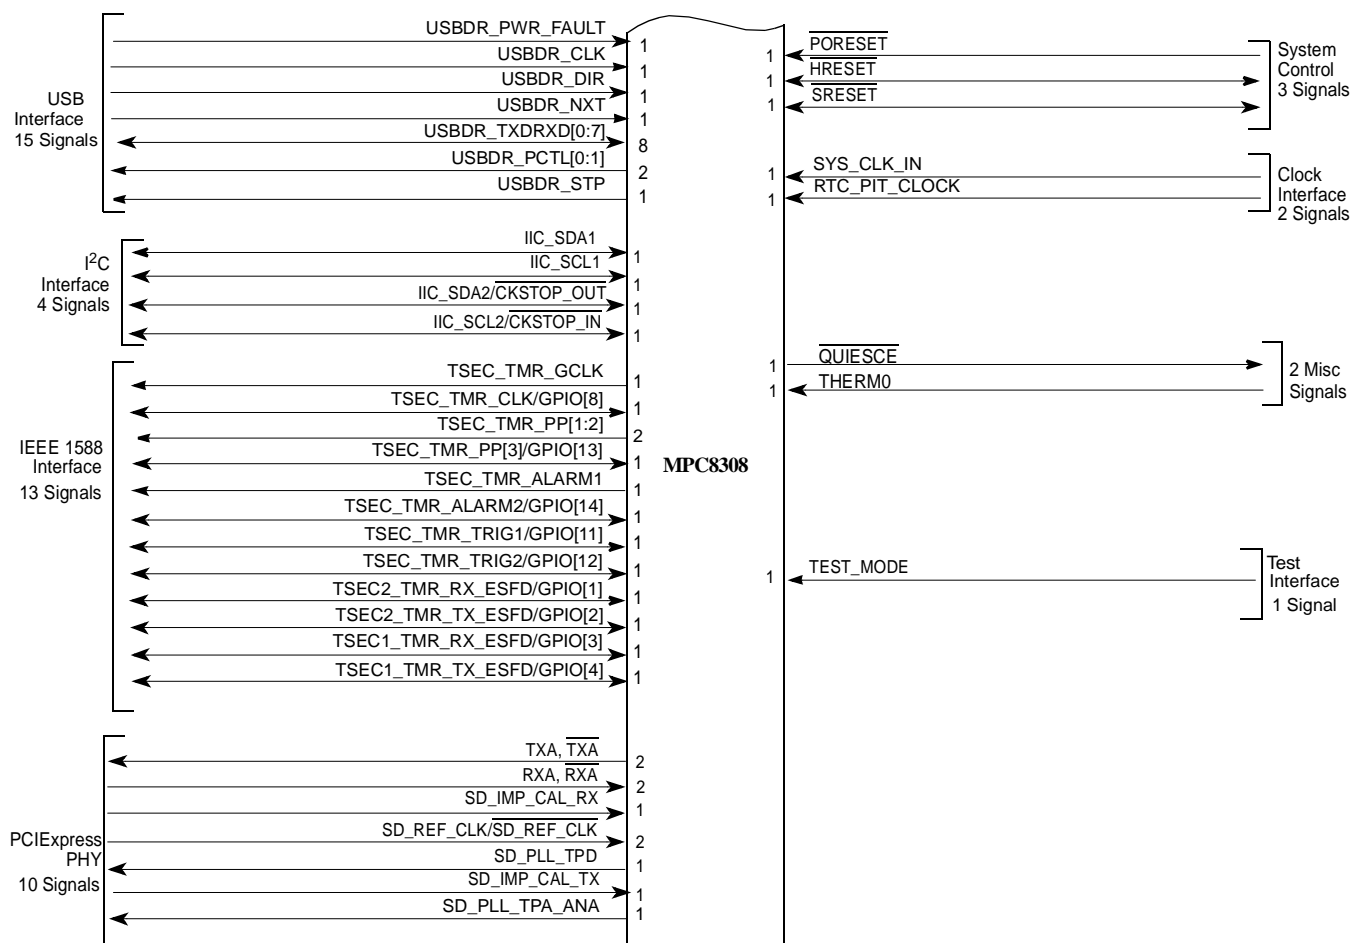 USBDR_PWR_FAULT
1
USBDR_CLK
1
USBDR_DIR
1
USBDR_NXT
1
USBDR_TXDRXD[0:7]
8
USBDR_PCTL[0:1]
2
USBDR_STP
1
USB
Interface
15 Signals
IIC_SDA1
1
IIC_SCL1
1
IIC_SDA2/CKSTOP_OUT
1
IIC_SCL2/CKSTOP_IN
1
I2C
Interface
4 Signals
TSEC_TMR_GCLK
1
TSEC_TMR_CLK/GPIO[8]
1
TSEC_TMR_PP[1:2]
2
TSEC_TMR_PP[3]/GPIO[13]
1
TSEC_TMR_ALARM1
1
TSEC_TMR_ALARM2/GPIO[14]
1
TSEC_TMR_TRIG1/GPIO[11]
1
TSEC_TMR_TRIG2/GPIO[12]
1
TSEC2_TMR_RX_ESFD/GPIO[1]
1
TSEC2_TMR_TX_ESFD/GPIO[2]
1
TSEC1_TMR_RX_ESFD/GPIO[3]
1
TSEC1_TMR_TX_ESFD/GPIO[4]
1
IEEE 1588
Interface
13 Signals
TXA, TXA
2
RXA, RXA
2
SD_IMP_CAL_RX
1
SD_REF_CLK/SD_REF_CLK
2
SD_PLL_TPD
1
SD_IMP_CAL_TX
1
SD_PLL_TPA_ANA
1
PCIExpress
PHY
10 Signals
MPC8308
1
PORESET
1
HRESET
1
SRESET
System
Control
3 Signals
1
SYS_CLK_IN
1
RTC_PIT_CLOCK
Clock
Interface
2 Signals
1
QUIESCE
1
THERM0
2 Misc
Signals
1
TEST_MODE
Test
Interface
1 Signal